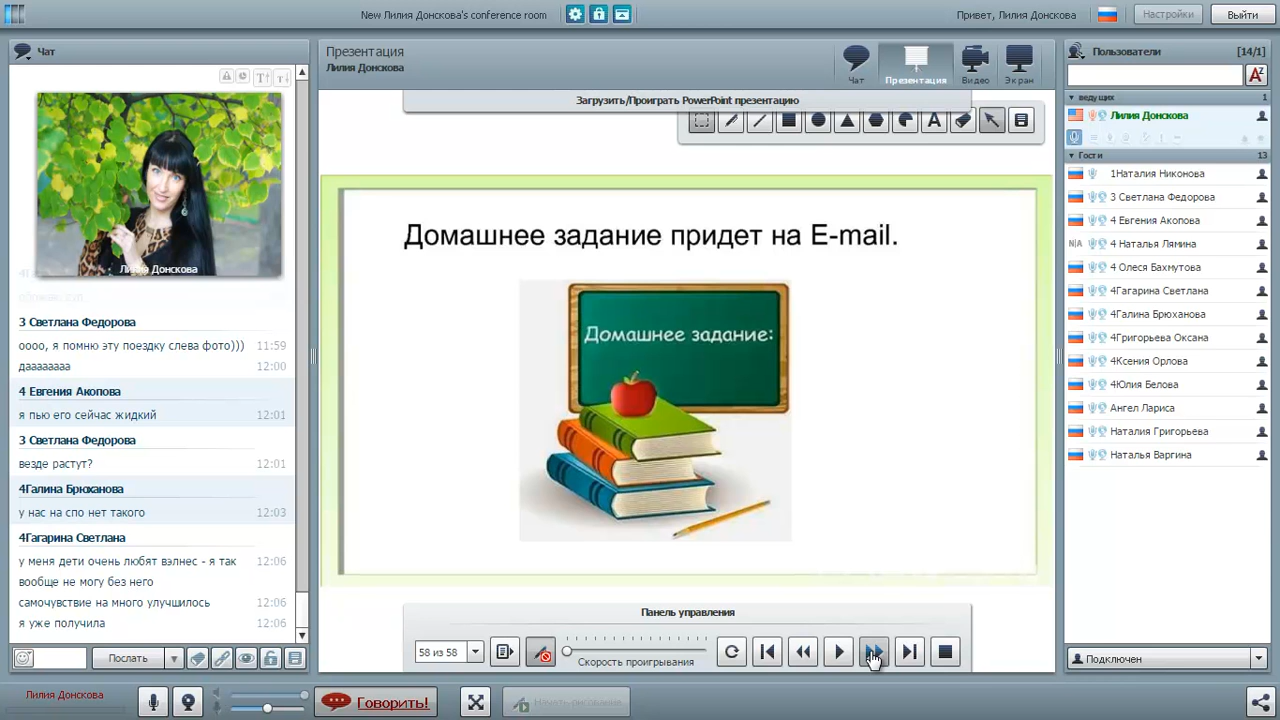 New Лилия Донскова's conference room
Привет, Лилия Донскова
Настройки
Выйти
Чат
Лилия Донскова
3 Светлана Федорова
оооо, я помню эту поездку слева фото))) 11:59
дааааааа 12:00
4 Евгения Акопова
я пью его сейчас жидкий 12:01
3 Светлана Федорова
везде растут? 12:01
4Галина Брюханова
у нас на спо нет такого 12:03
4Гагарина Светлана
у меня дети очень любят вэлнес - я так 12:06
вообще не могу без него
самочувствие на много улучшилось 12:06
я уже получила 12:06
Послать
Презентация
Лилия Донскова
Чат
Презентация
Видео
Экран
Загрузить/Проиграть PowerPoint презентацию
Домашнее задание придет на E-mail.
Домашнее задание:
Панель управления
58 из 58
Скорость проигрывания
Пользователи [14/1]
ведущих 1
Лилия Донскова
Гости 13
1Наталия Никонова
3 Светлана Федорова
4 Евгения Акопова
N/A 4 Наталья Лямина
4 Олеся Бахмутова
4Гагарина Светлана
4Галина Брюханова
4Григорьева Оксана
4Ксения Орлова
4Юлия Белова
Ангел Лариса
Наталия Григорьева
Наталья Варгина
Подключен
Лилия Донскова
Говорить!